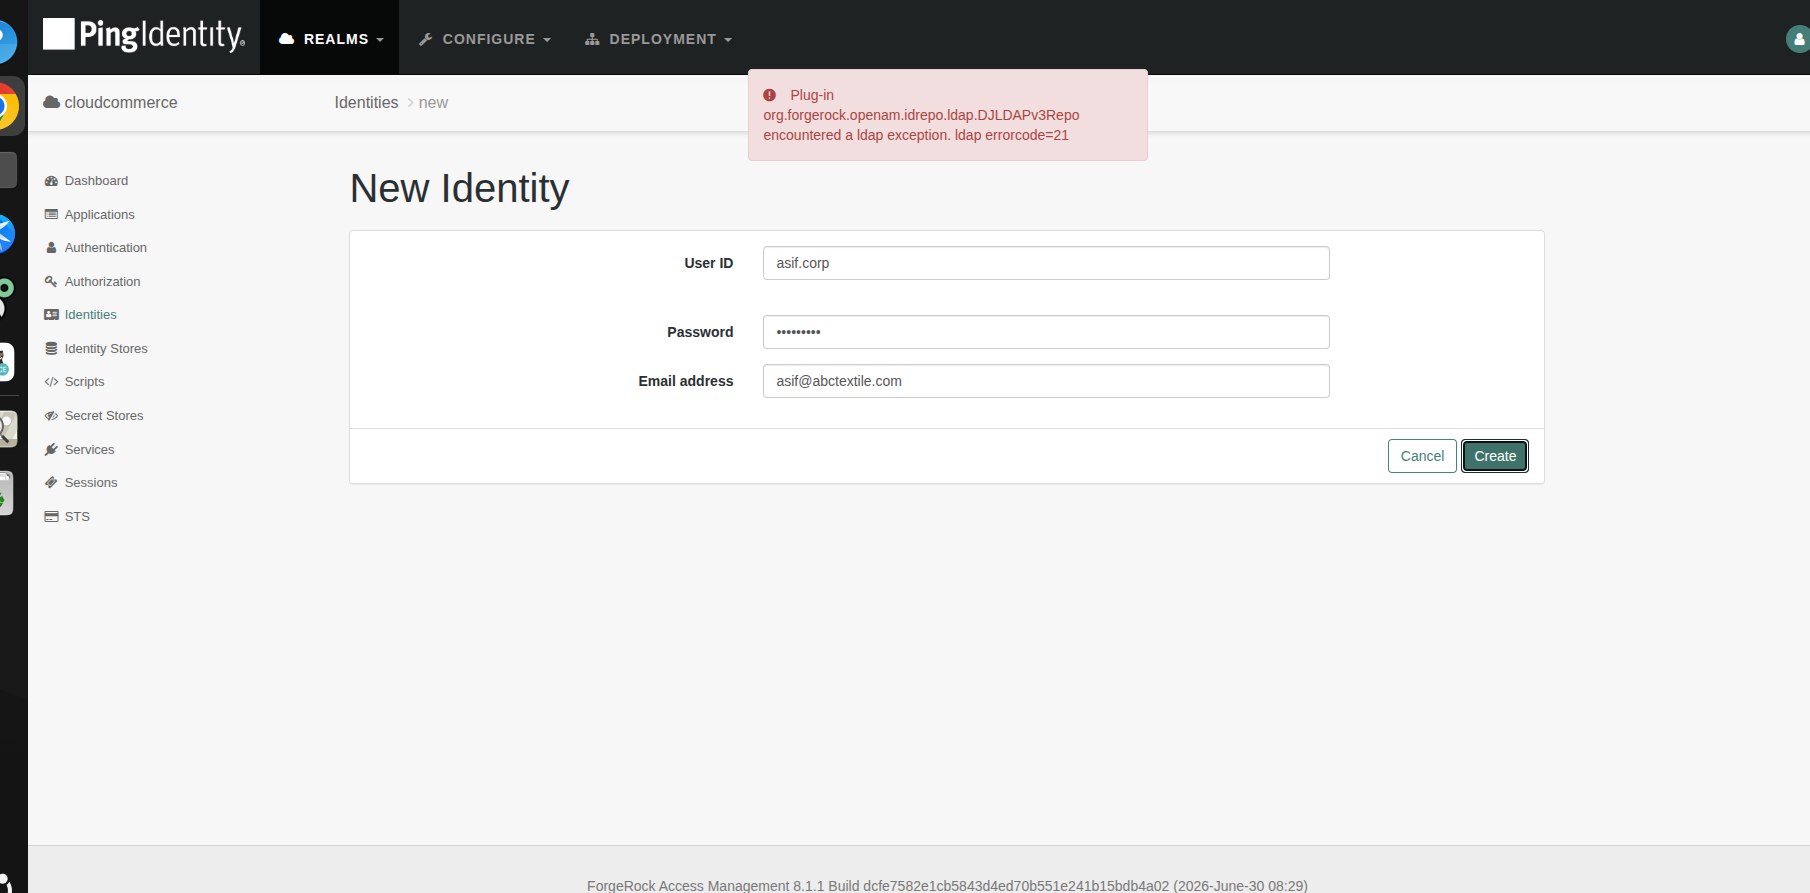 PingIdentity
REALMS
CONFIGURE
DEPLOYMENT
cloudcommerce
Identities
new
Plug-in
org.forgerock.openam.idrepo.ldap.DJLDAPv3Repo
encountered a ldap exception. ldap errorcode=21
Dashboard
Applications
Authentication
Authorization
Identities
Identity Stores
Scripts
Secret Stores
Services
Sessions
STS
New Identity
User ID
asif.corp
Password
•••••••••
Email address
asif@abctextile.com
Cancel
Create
ForgeRock Access Management 8.1.1 Build dcfe7582e1cb5843d4ed70b551e241b15bdb4a02 (2026-June-30 08:29)